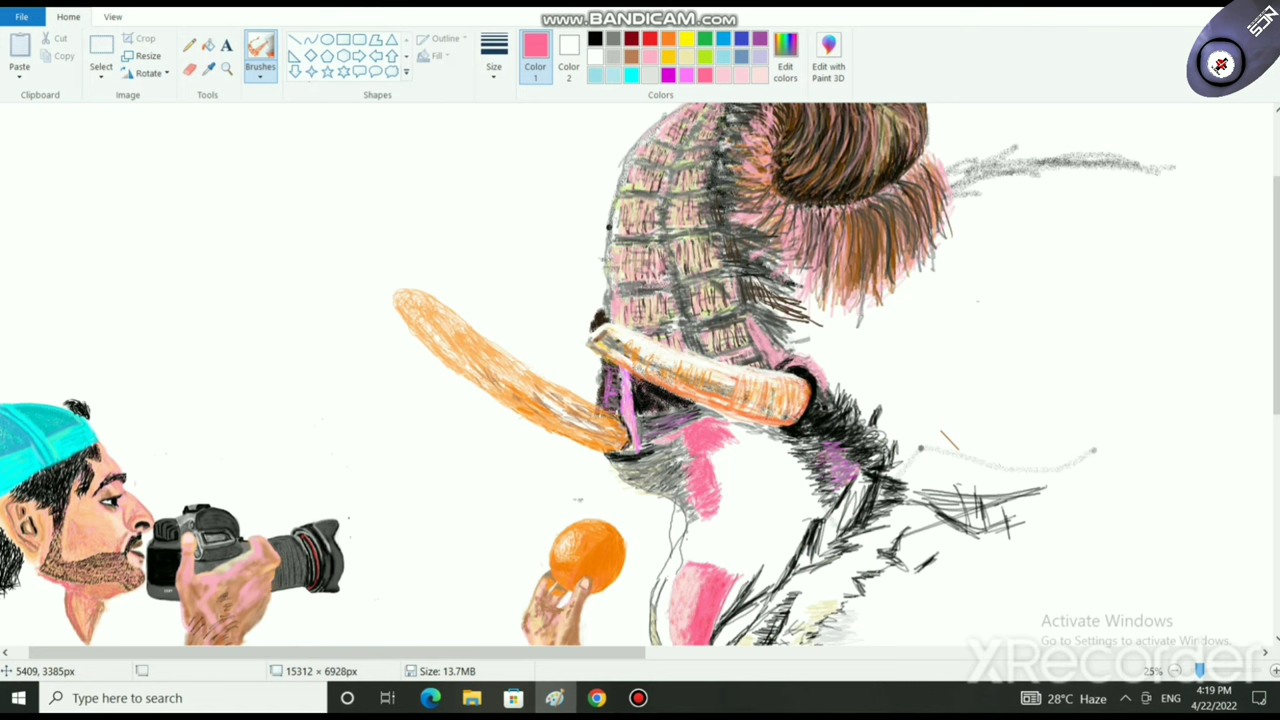 www.BANDICAM.com
File Home View
Paste
Cut
Copy
Clipboard
Select
Crop
Resize
Rotate
Image
Tools
Brushes
Shapes
Outline
Fill
Size
Color 1
Color 2
Colors
Edit colors
Edit with Paint 3D
Activate Windows
Go to Settings to activate Windows.
XRecorder
5409, 3385px
15312 × 6928px
Size: 13.7MB
25%
Type here to search
28°C Haze
ENG
4:19 PM
4/22/2022